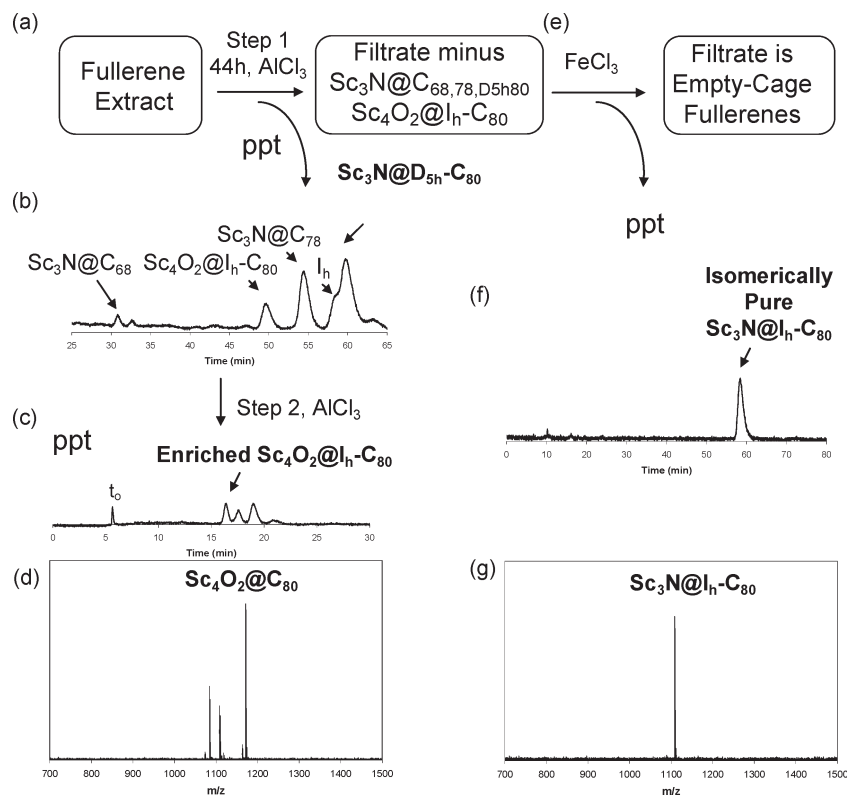 (a)
Fullerene
Extract
Step 1
44h, AlCl₃
ppt
Filtrate minus
Sc₃N@C₆₈,₇₈,D5h80
Sc₄O₂@Iₕ-C₈₀
(e)
FeCl₃
Filtrate is
Empty-Cage
Fullerenes
ppt
Sc₃N@D₅ₕ-C₈₀
(b)
Sc₃N@C₆₈
Sc₄O₂@Iₕ-C₈₀
Sc₃N@C₇₈
Iₕ
25 30 35 40 45 50 55 60 65
Time (min)
Step 2, AlCl₃
(c)
ppt
Enriched Sc₄O₂@Iₕ-C₈₀
tₒ
0 5 10 15 20 25 30
Time (min)
(d)
Sc₄O₂@C₈₀
700 800 900 1000 1100 1200 1300 1400 1500
m/z
(f)
Isomerically
Pure
Sc₃N@Iₕ-C₈₀
0 10 20 30 40 50 60 70 80
Time (min)
(g)
Sc₃N@Iₕ-C₈₀
700 800 900 1000 1100 1200 1300 1400 1500
m/z